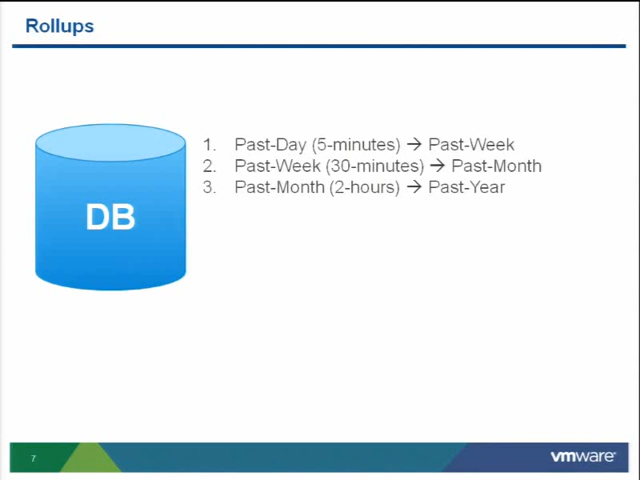 Rollups
DB
1. Past-Day (5-minutes) → Past-Week
2. Past-Week (30-minutes) → Past-Month
3. Past-Month (2-hours) → Past-Year
7
vmware